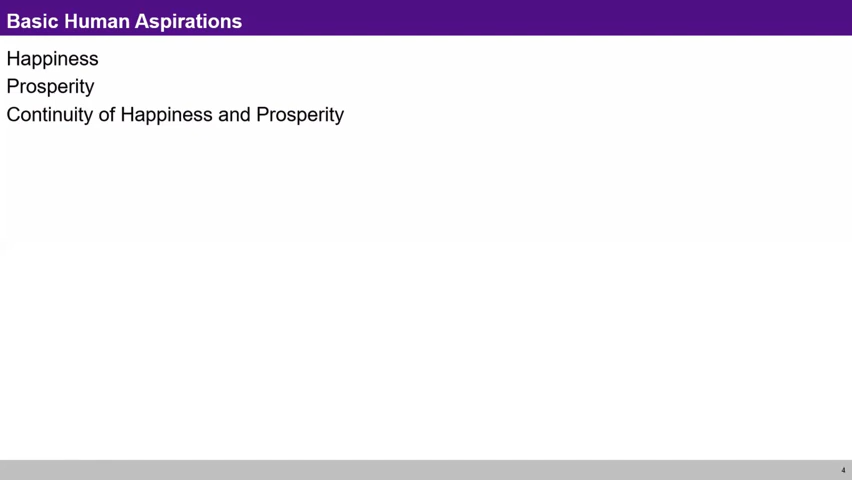 Basic Human Aspirations
Happiness
Prosperity
Continuity of Happiness and Prosperity
4